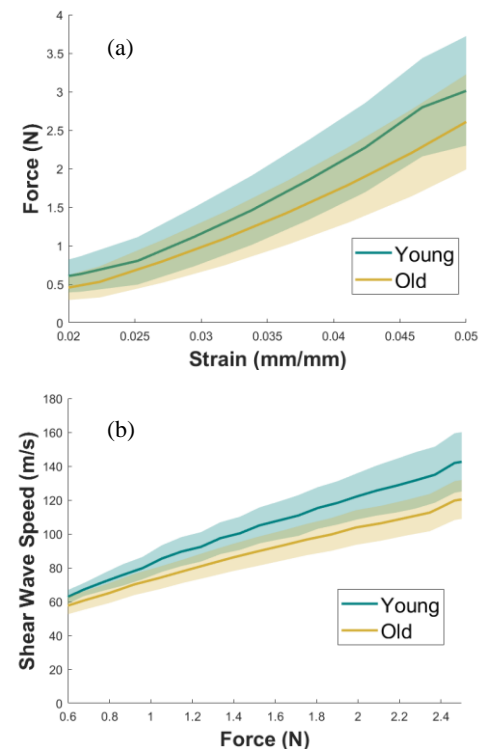 (a)
4
3.5
3
2.5
2
1.5
1
0.5
0
Force (N)
Young
Old
0.02 0.025 0.03 0.035 0.04 0.045 0.05
Strain (mm/mm)
(b)
180
160
140
120
100
80
60
40
20
0
Shear Wave Speed (m/s)
Young
Old
0.6 0.8 1 1.2 1.4 1.6 1.8 2 2.2 2.4
Force (N)